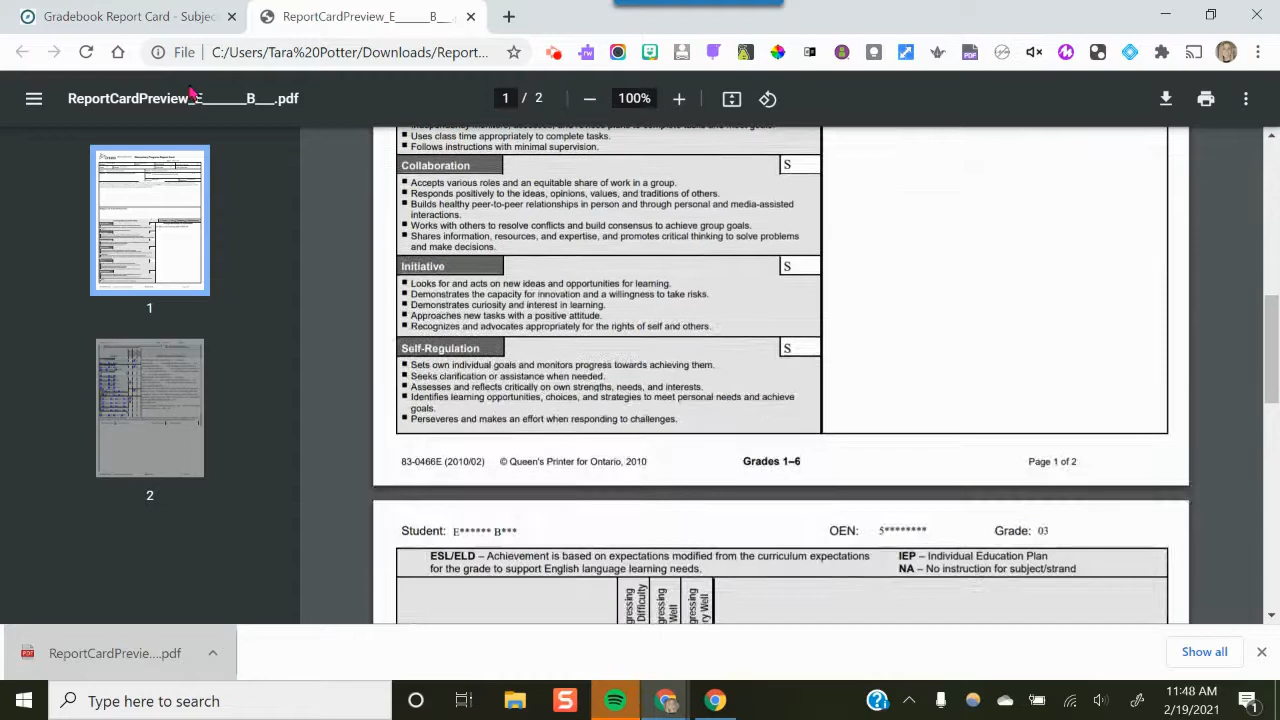 Gradebook Report Card - Subje
ReportCardPreview_E______B__
File
C:/Users/Tara%20Potter/Downloads/Report...
ReportCardPreview_E______B__.pdf
1 / 2
100%
1
2
Uses class time appropriately to complete tasks.
Follows instructions with minimal supervision.
Collaboration S
Accepts various roles and an equitable share of work in a group.
Responds positively to the ideas, opinions, values, and traditions of others.
Builds healthy peer-to-peer relationships in person and through personal and media-assisted
interactions.
Works with others to resolve conflicts and build consensus to achieve group goals.
Shares information, resources, and expertise, and promotes critical thinking to solve problems
and make decisions.
Initiative S
Looks for and acts on new ideas and opportunities for learning.
Demonstrates the capacity for innovation and a willingness to take risks.
Demonstrates curiosity and interest in learning.
Approaches new tasks with a positive attitude.
Recognizes and advocates appropriately for the rights of self and others.
Self-Regulation S
Sets own individual goals and monitors progress towards achieving them.
Seeks clarification or assistance when needed.
Assesses and reflects critically on own strengths, needs, and interests.
Identifies learning opportunities, choices, and strategies to meet personal needs and achieve
goals.
Perseveres and makes an effort when responding to challenges.
83-0466E (2010/02) © Queen's Printer for Ontario, 2010 Grades 1–6 Page 1 of 2
Student: E****** B*** OEN: 5******** Grade: 03
ESL/ELD – Achievement is based on expectations modified from the curriculum expectations
for the grade to support English language learning needs.
IEP – Individual Education Plan
NA – No instruction for subject/strand
gressing
Difficulty
gressing
Well
gressing
ry Well
ReportCardPrevie....pdf
Show all
Type here to search
11:48 AM
2/19/2021